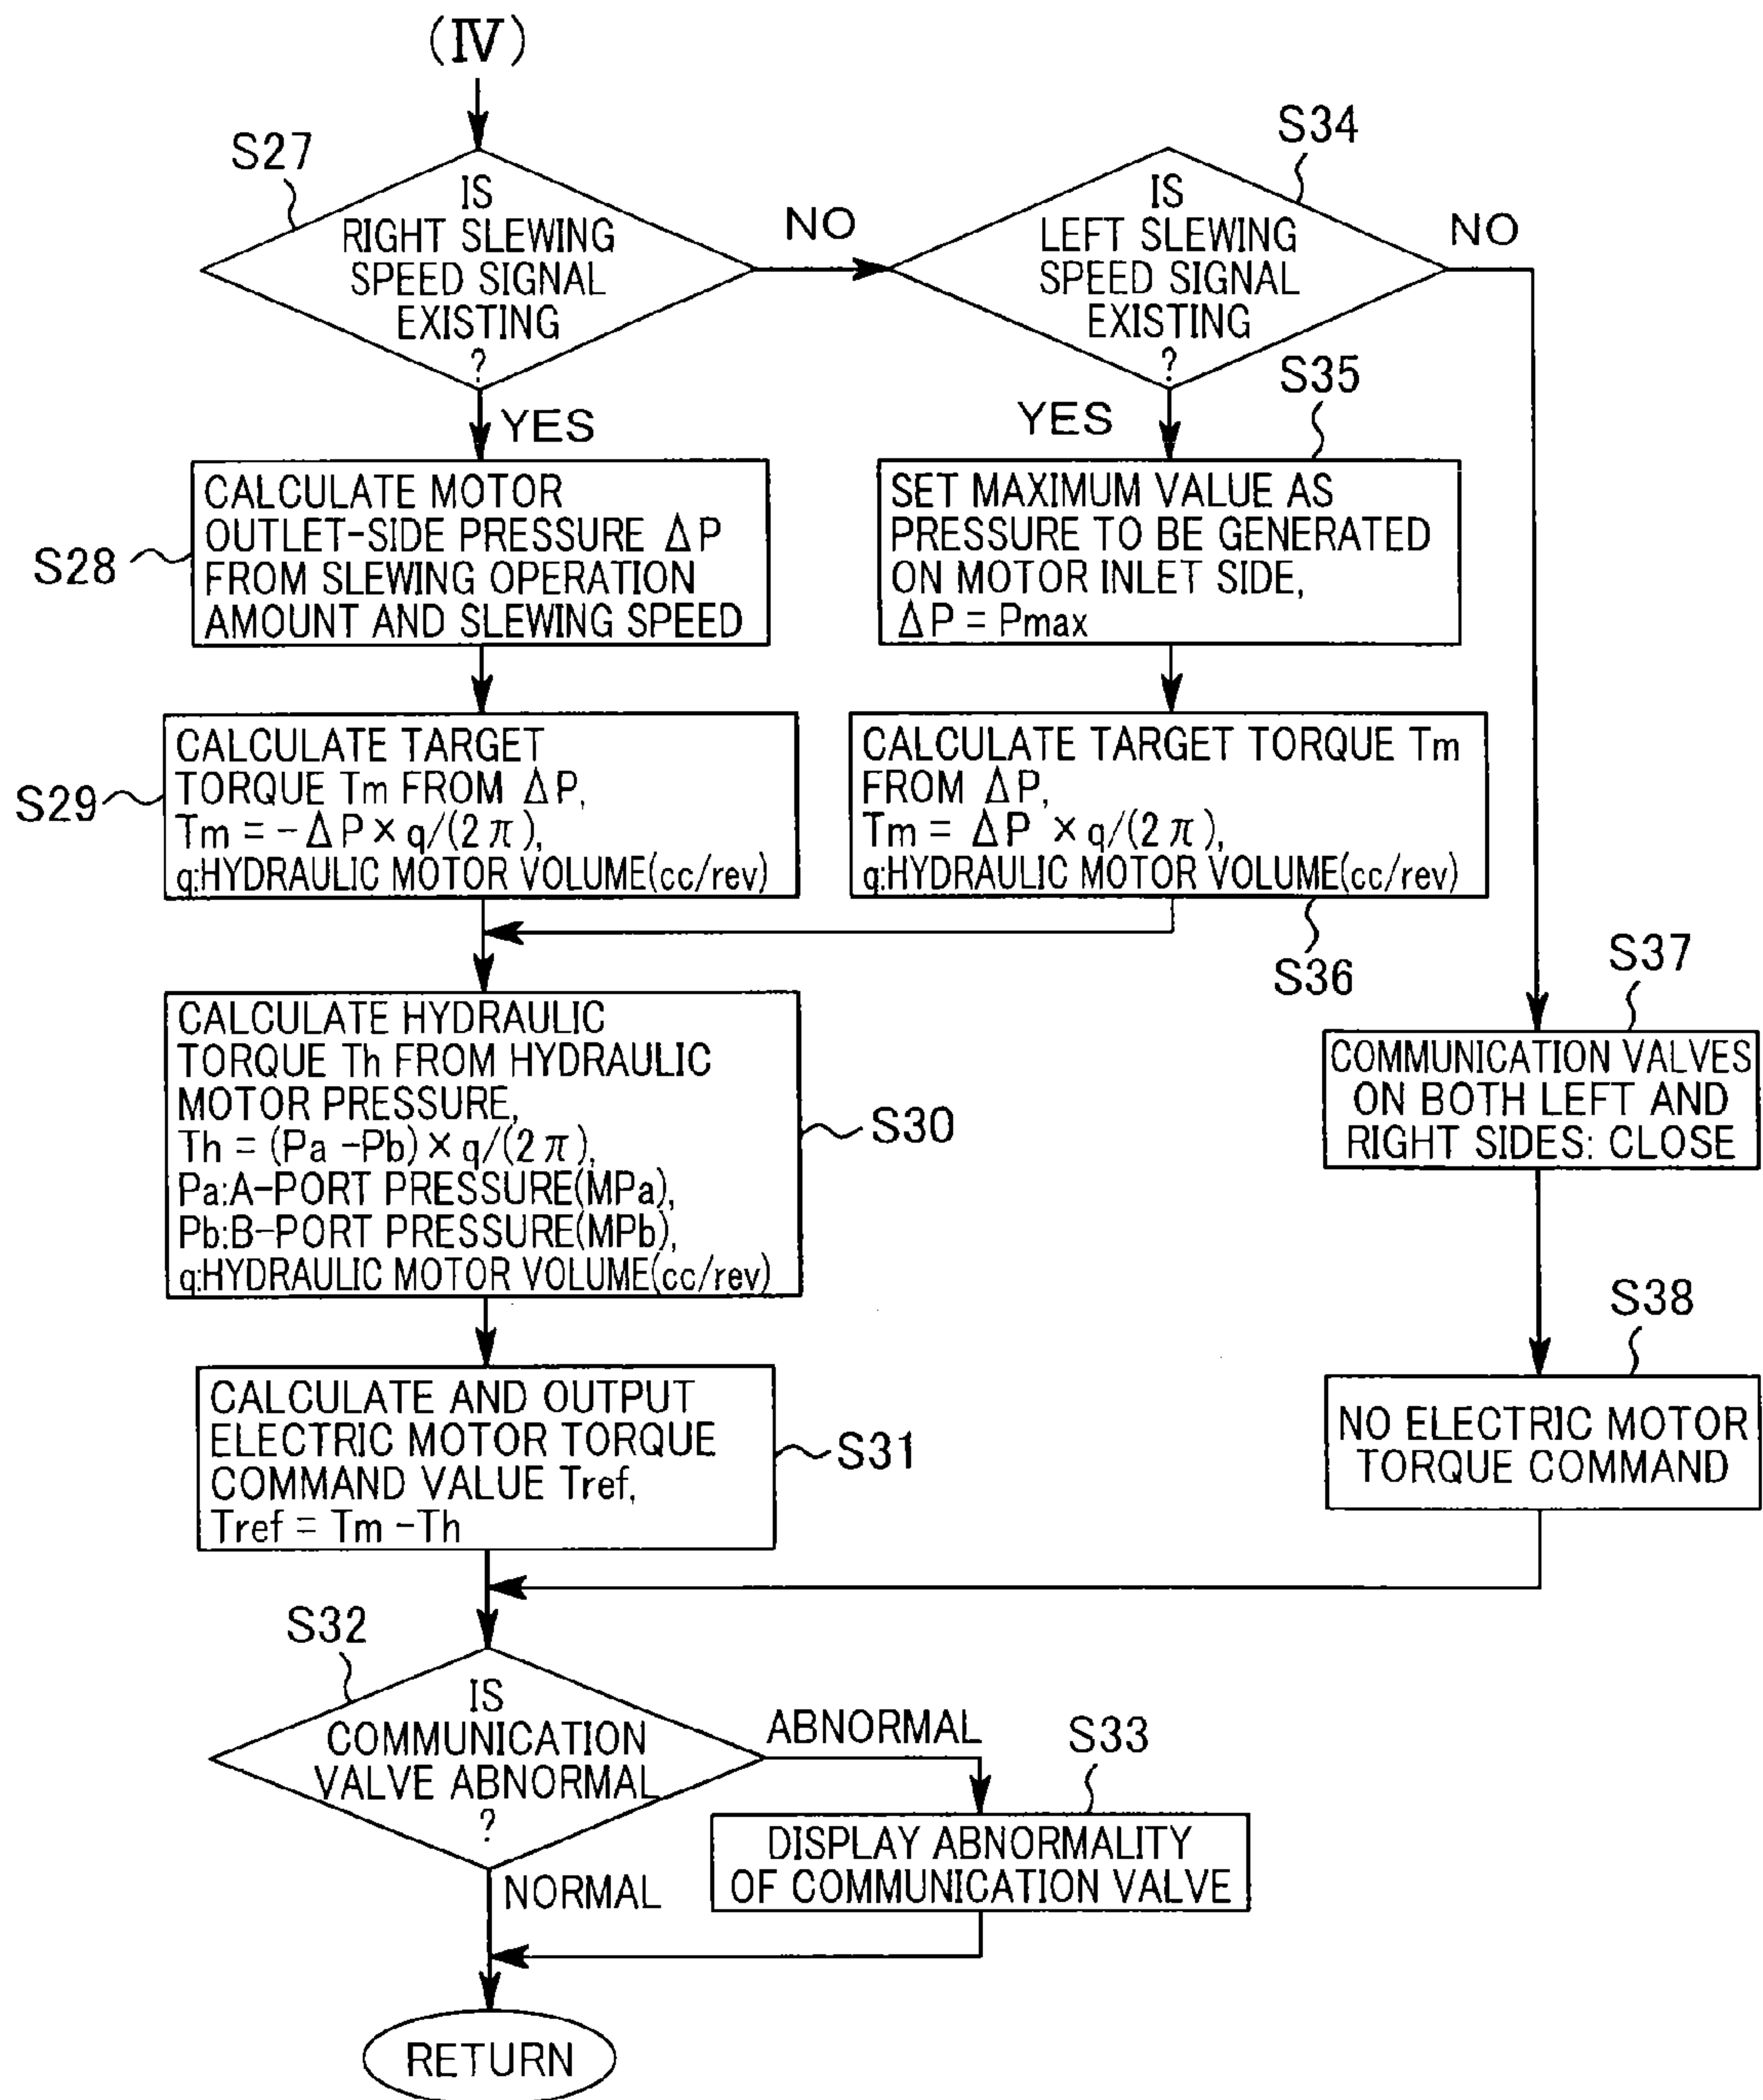 (IV)
S27
IS
RIGHT SLEWING
SPEED SIGNAL
EXISTING
?
NO
S34
IS
LEFT SLEWING
SPEED SIGNAL
EXISTING
?
NO
YES
YES
S35
S28
CALCULATE MOTOR
OUTLET-SIDE PRESSURE ΔP
FROM SLEWING OPERATION
AMOUNT AND SLEWING SPEED
SET MAXIMUM VALUE AS
PRESSURE TO BE GENERATED
ON MOTOR INLET SIDE,
ΔP = Pmax
S29
CALCULATE TARGET
TORQUE Tm FROM ΔP,
Tm = -ΔP × q/(2π),
q:HYDRAULIC MOTOR VOLUME(cc/rev)
CALCULATE TARGET TORQUE Tm
FROM ΔP,
Tm = ΔP × q/(2π),
q:HYDRAULIC MOTOR VOLUME(cc/rev)
S36
S37
COMMUNICATION VALVES
ON BOTH LEFT AND
RIGHT SIDES: CLOSE
CALCULATE HYDRAULIC
TORQUE Th FROM HYDRAULIC
MOTOR PRESSURE,
Th = (Pa -Pb) × q/(2π),
Pa:A-PORT PRESSURE(MPa),
Pb:B-PORT PRESSURE(MPb),
q:HYDRAULIC MOTOR VOLUME(cc/rev)
S30
S38
NO ELECTRIC MOTOR
TORQUE COMMAND
CALCULATE AND OUTPUT
ELECTRIC MOTOR TORQUE
COMMAND VALUE Tref,
Tref = Tm -Th
S31
S32
IS
COMMUNICATION
VALVE ABNORMAL
?
ABNORMAL
S33
DISPLAY ABNORMALITY
OF COMMUNICATION VALVE
NORMAL
RETURN